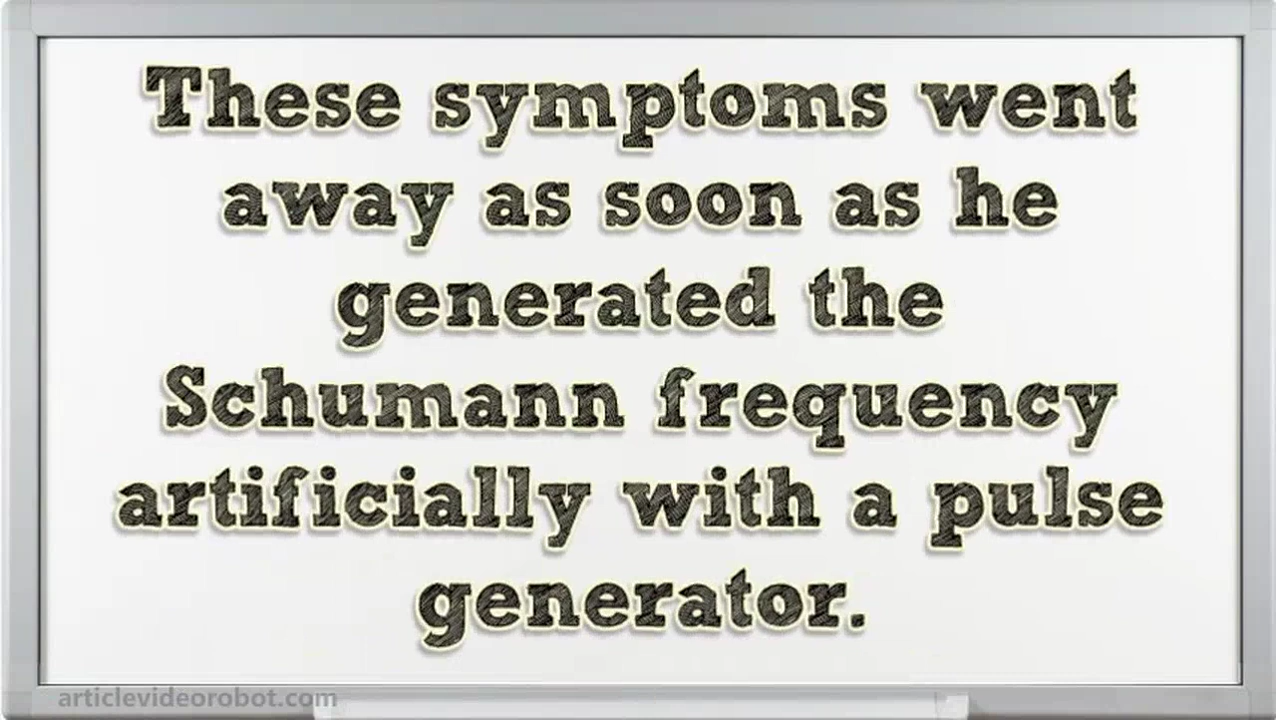 These symptoms went
away as soon as he
generated the
Schumann frequency
artificially with a pulse
generator.
articlevideorobot.com